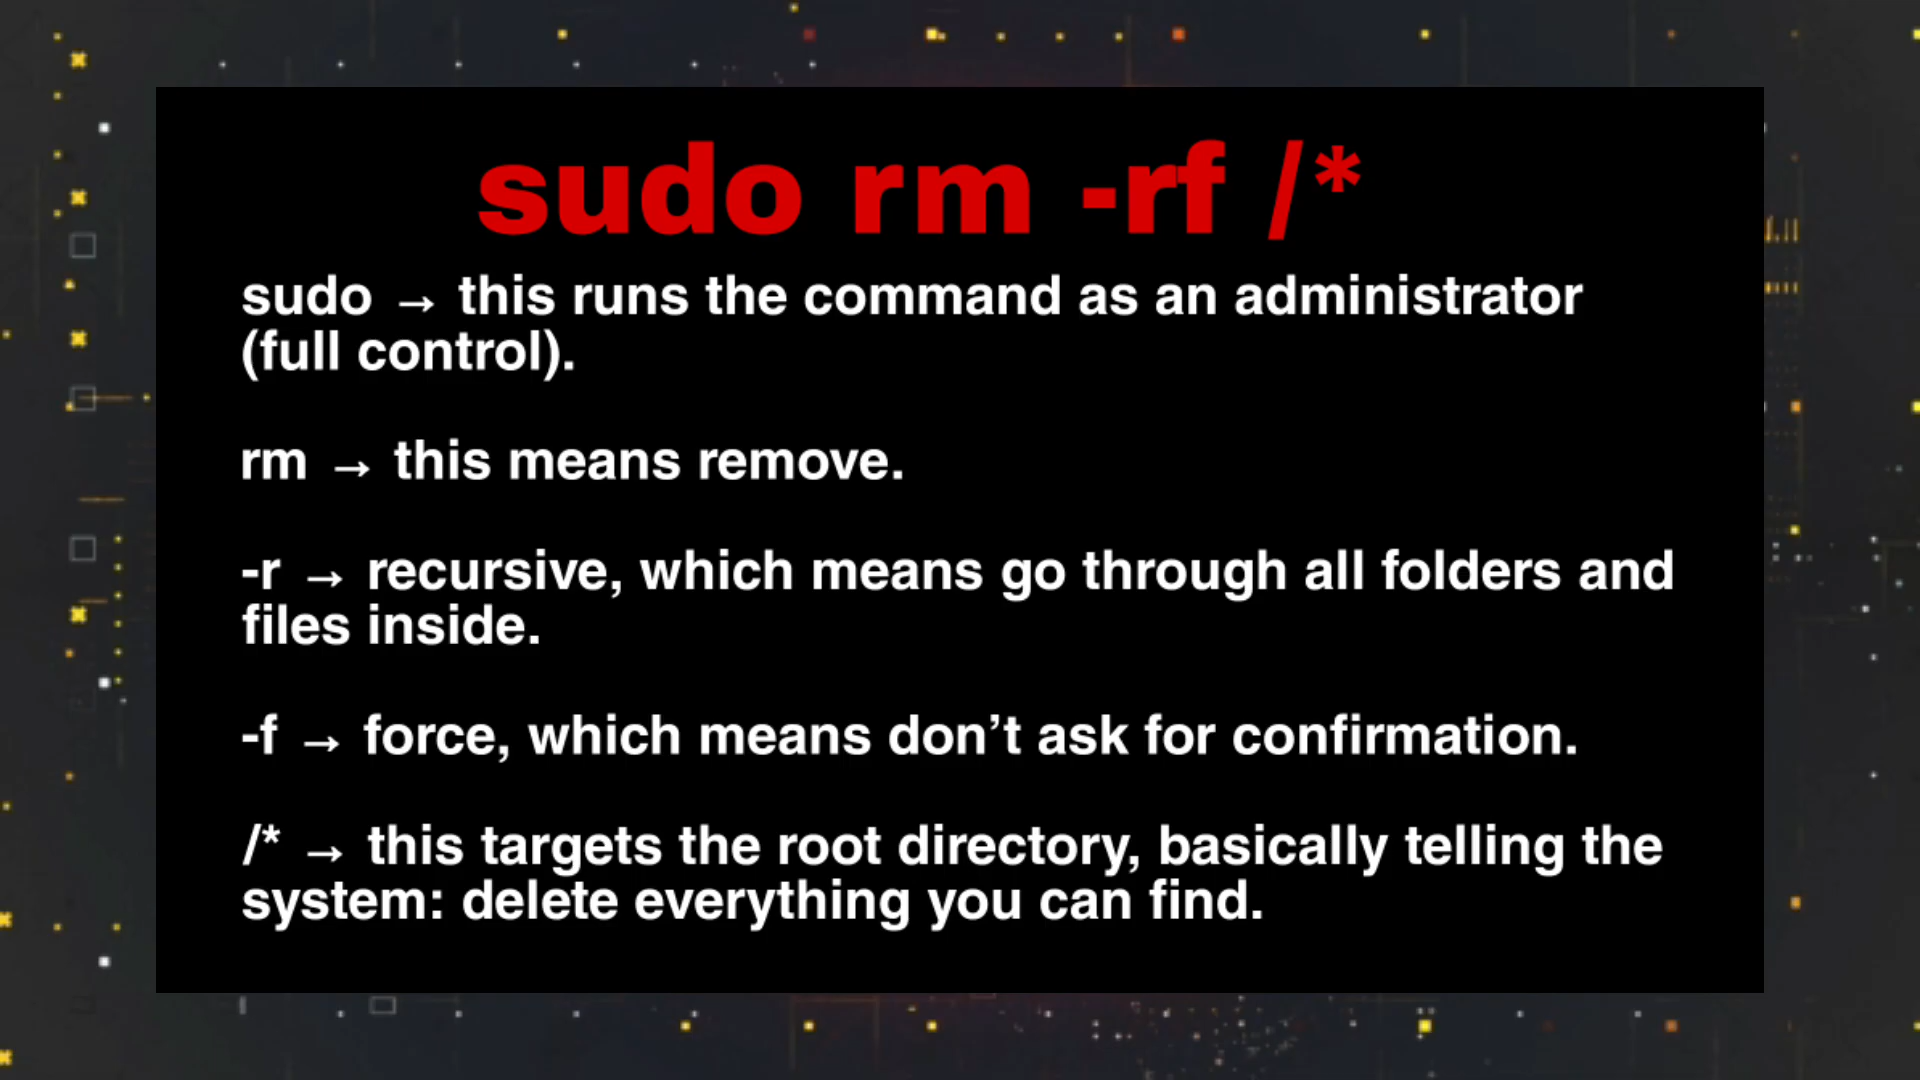 sudo rm -rf /*
sudo → this runs the command as an administrator
(full control).
rm → this means remove.
-r → recursive, which means go through all folders and
files inside.
-f → force, which means don’t ask for confirmation.
/* → this targets the root directory, basically telling the
system: delete everything you can find.